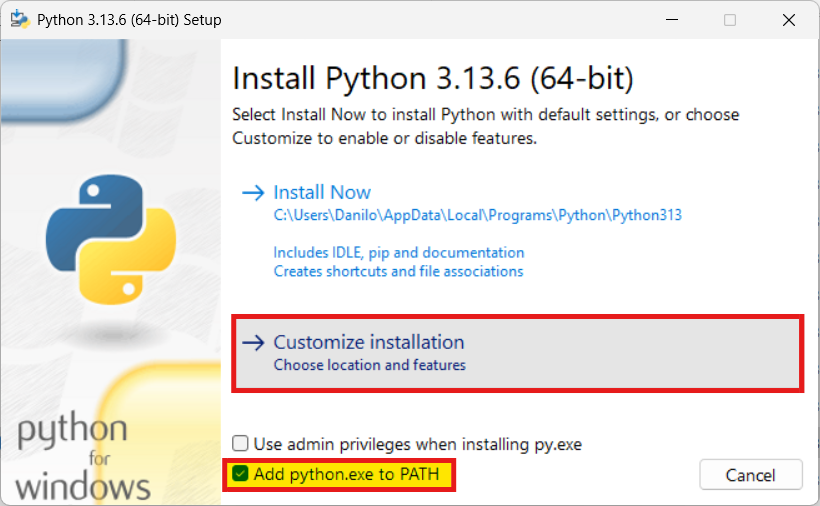 Python 3.13.6 (64-bit) Setup
Install Python 3.13.6 (64-bit)
Select Install Now to install Python with default settings, or choose
Customize to enable or disable features.
Install Now
C:\Users\Danilo\AppData\Local\Programs\Python\Python313
Includes IDLE, pip and documentation
Creates shortcuts and file associations
Customize installation
Choose location and features
Use admin privileges when installing py.exe
Add python.exe to PATH
Cancel
python
for
windows